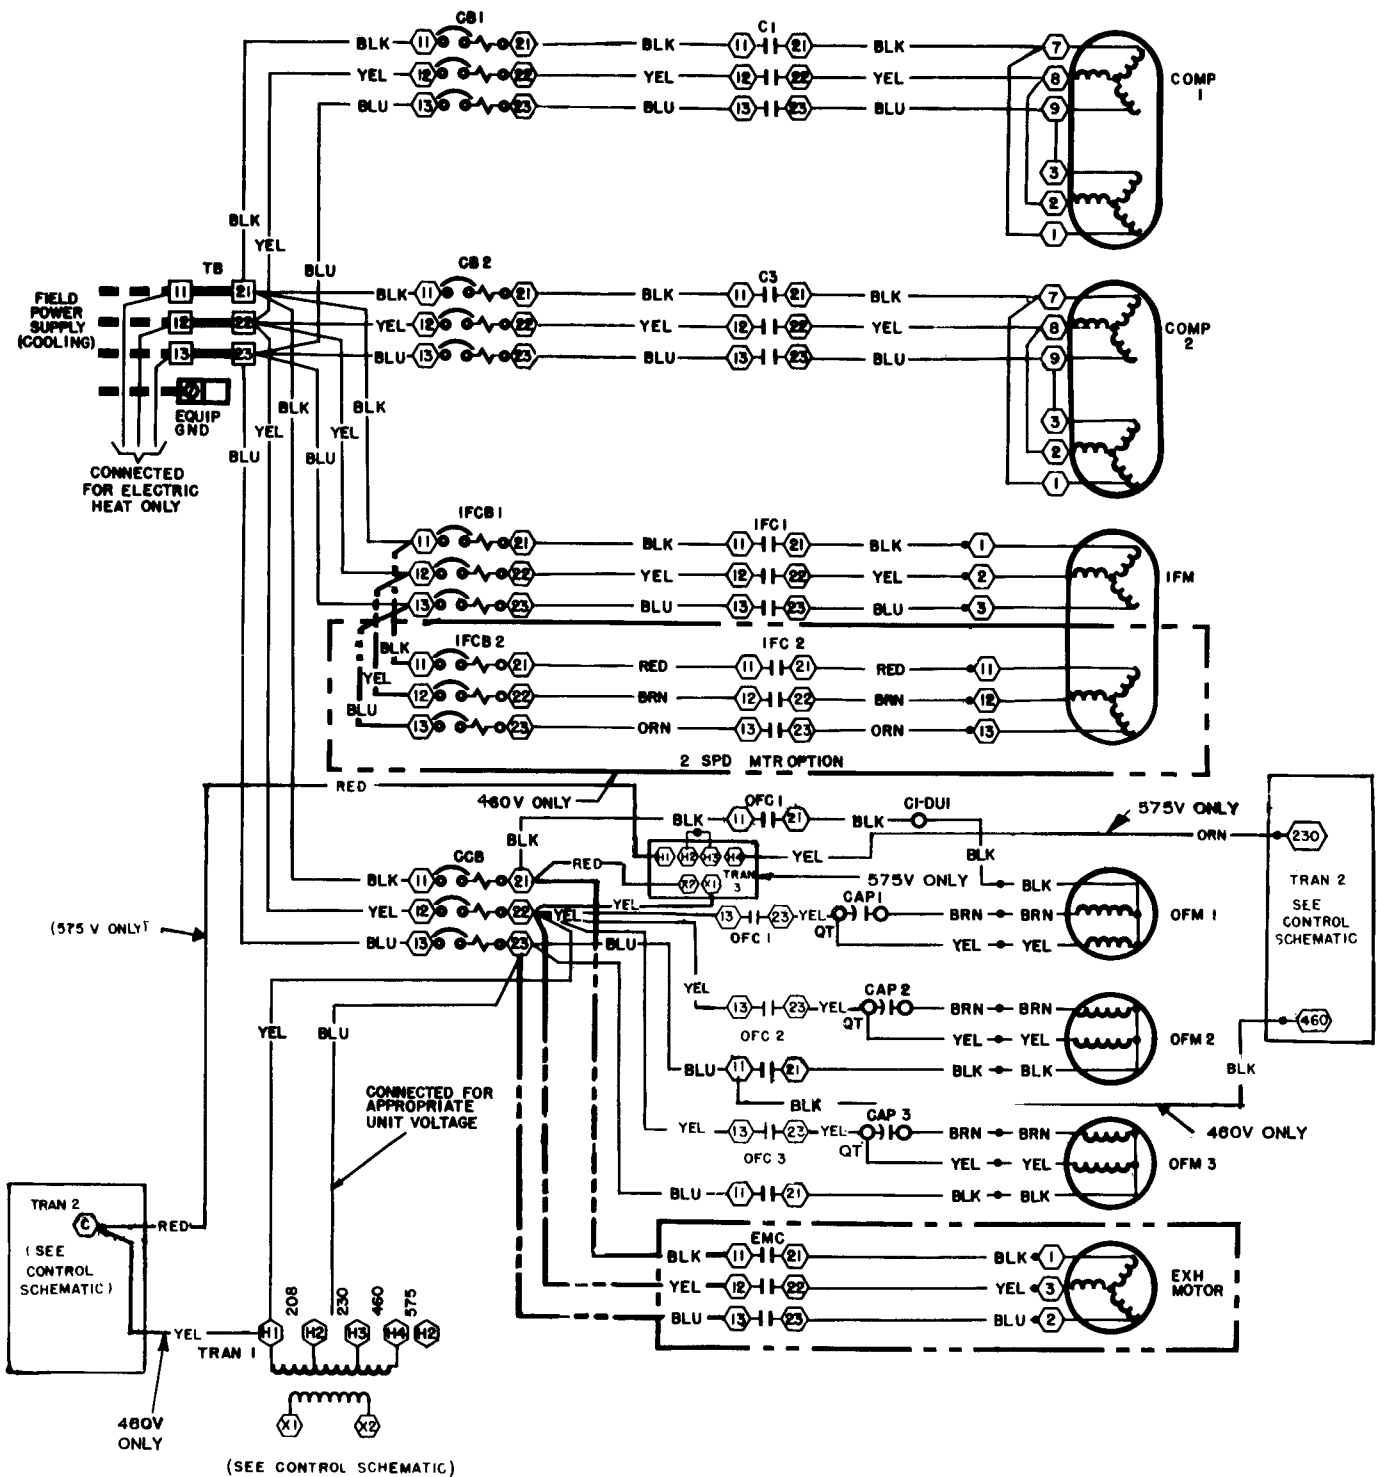 CB1
C1
BLK 11 21 BLK 11 21 BLK 7
YEL 12 22 YEL 12 22 YEL 8
BLU 13 23 BLU 13 23 BLU 9
COMP
1
3
2
1
BLK
YEL
BLU
TB
CB2
C3
11 21 BLK 11 21 BLK 11 21 BLK 7
12 22 YEL 12 22 YEL 12 22 YEL 8
13 23 BLU 13 23 BLU 13 23 BLU 9
FIELD
POWER
SUPPLY
(COOLING)
COMP
2
3
2
1
EQUIP
GND
BLK
BLK
YEL
YEL
BLU
BLU
CONNECTED
FOR ELECTRIC
HEAT ONLY
IFCB1
IFC1
11 21 BLK 11 21 BLK 1
12 22 YEL 12 22 YEL 2
13 23 BLU 13 23 BLU 3
IFM
IFCB2
IFC 2
BLK 11 21 RED 11 21 RED 11
YEL 12 22 BRN 12 22 BRN 12
BLU 13 23 ORN 13 23 ORN 13
2 SPD MTR OPTION
RED
460V ONLY
OFC1
C1-DU1
575V ONLY
BLK 11 21 BLK
ORN 230
BLK
H1 H2 H3 H4 YEL
BLK
CCB
RED
X2 X1
TRAN
3
575V ONLY
BLK 11 21
YEL
CAP1
BLK
YEL 12 22
YEL
13 23 YEL
BRN BRN
OFM 1
OFC 1
QT
YEL YEL
BLU 13 23
BLU
(575 V ONLY)
TRAN 2
SEE
CONTROL
SCHEMATIC
460
YEL
CAP2
13 23 YEL
BRN BRN
OFC 2
QT
YEL YEL
OFM 2
BLU 11 21
BLK BLK
BLK
BLK
YEL
BLU
CONNECTED FOR
APPROPRIATE
UNIT VOLTAGE
CAP 3
460V ONLY
YEL 13 23 YEL
BRN BRN
OFC 3
QT
YEL YEL
OFM 3
BLU 11 21
BLK BLK
TRAN 2
C
RED
(SEE
CONTROL
SCHEMATIC)
EMC
BLK 11 21 BLK 1
YEL 12 22 YEL 3
BLU 13 23 BLU 2
EXH
MOTOR
208
230
460
575
YEL
H1 H2 H3 H4 H2
TRAN 1
460V
ONLY
X1 X2
(SEE CONTROL SCHEMATIC)